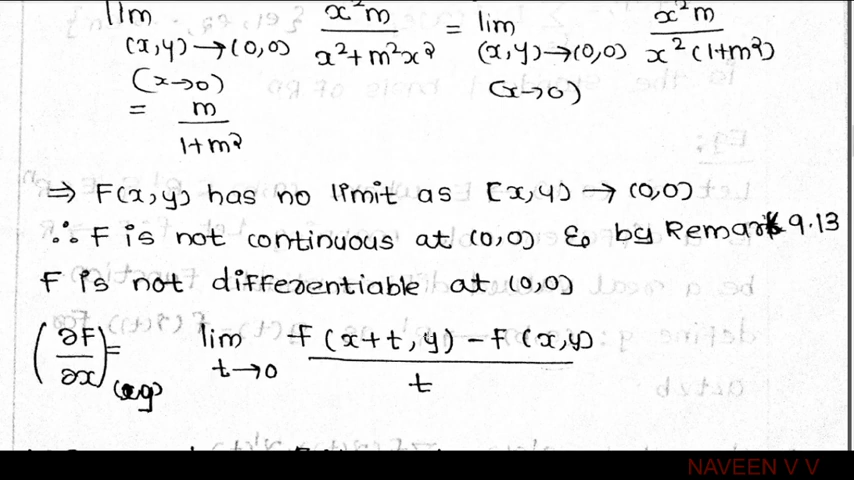 lim x²m / x²+m²x² = lim x²m / x²(1+m²)
(x,y)→(0,0) (x,y)→(0,0)
(x→0) (x→0)
= m / 1+m²
⇒ F(x,y) has no limit as (x,y) → (0,0)
∴ F is not continuous at (0,0) & by Remark 9.13
F is not differentiable at (0,0)
(∂F/∂x) = lim F(x+t, y) − F(x,y) / t
t→0
NAVEEN V V